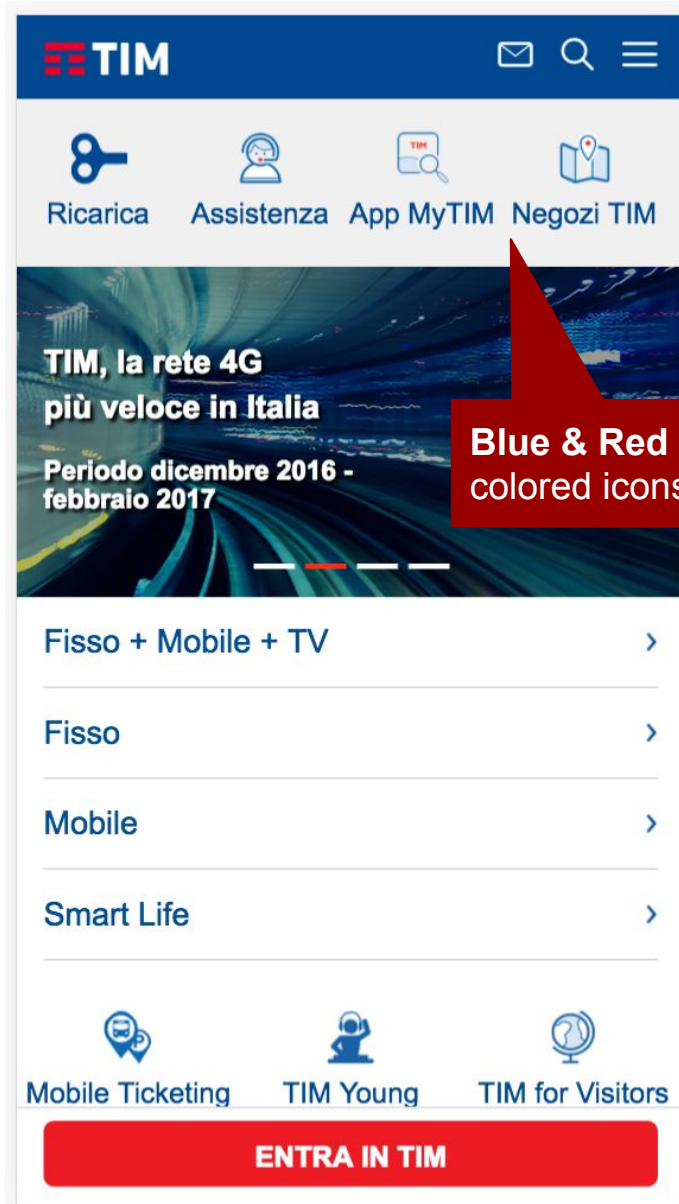 TIM
TIM
Ricarica Assistenza App MyTIM Negozi TIM
TIM, la rete 4G
più veloce in Italia
Periodo dicembre 2016 -
febbraio 2017
Blue & Red
colored icons
Fisso + Mobile + TV
Fisso
Mobile
Smart Life
P
Mobile Ticketing TIM Young TIM for Visitors
ENTRA IN TIM